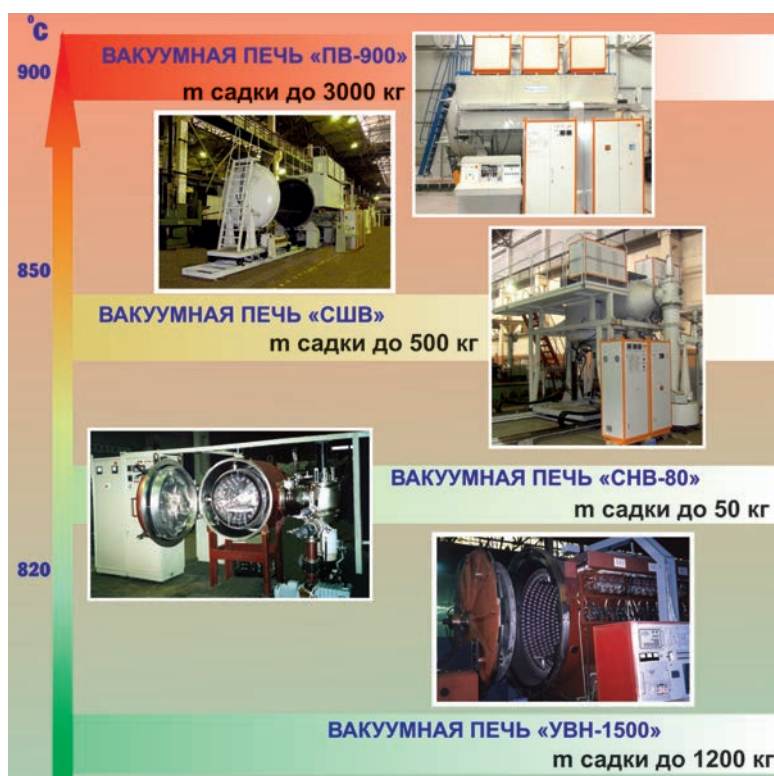 °C
900
ВАКУУМНАЯ ПЕЧЬ «ПВ-900»
m садки до 3000 кг
850
ВАКУУМНАЯ ПЕЧЬ «СШВ»
m садки до 500 кг
ВАКУУМНАЯ ПЕЧЬ «СНВ-80»
m садки до 50 кг
820
ВАКУУМНАЯ ПЕЧЬ «УВН-1500»
m садки до 1200 кг